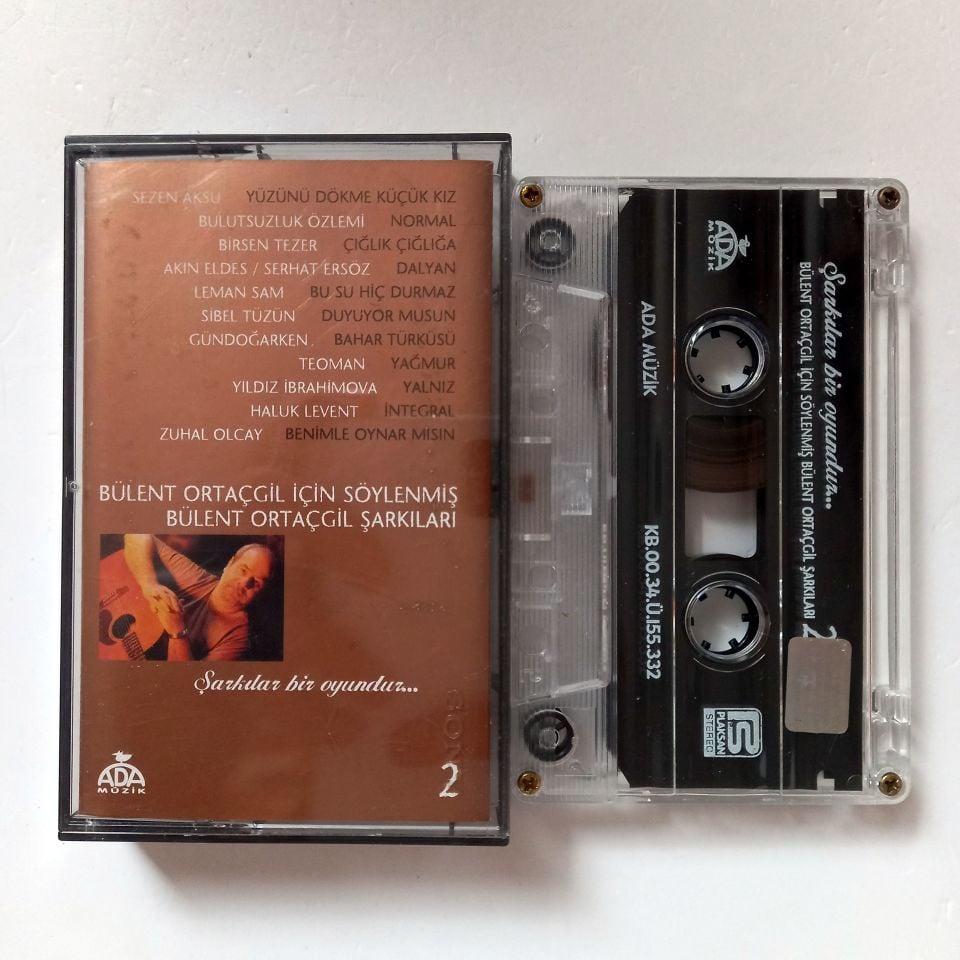 SEZEN AKSU YÜZÜNÜ DÖKME KÜÇÜK KIZ
BULUTSUZLUK ÖZLEMİ NORMAL
BİRSEN TEZER ÇIĞLIK ÇIĞLIĞA
AKIN ELDES / SERHAT ERSÖZ DALYAN
LEMAN SAM BU SU HİÇ DURMAZ
SİBEL TÜZÜN DUYUYOR MUSUN
GÜNDOĞARKEN BAHAR TÜRKÜSÜ
TEOMAN YAĞMUR
YILDIZ İBRAHİMOVA YALNIZ
HALUK LEVENT İNTEGRAL
ZUHAL OLCAY BENİMLE OYNAR MISIN
BÜLENT ORTAÇGİL İÇİN SÖYLENMİŞ
BÜLENT ORTAÇGİL ŞARKILARI
Şarkılar bir oyundur...
ADA
MÜZİK
2
ADA
MÜZİK
Şarkılar bir oyundur...
BÜLENT ORTAÇGİL İÇİN SÖYLENMİŞ BÜLENT ORTAÇGİL ŞARKILARI 2
ADA MÜZİK
KB.00.34.Ü.155.332
PLAKSAN
STEREO